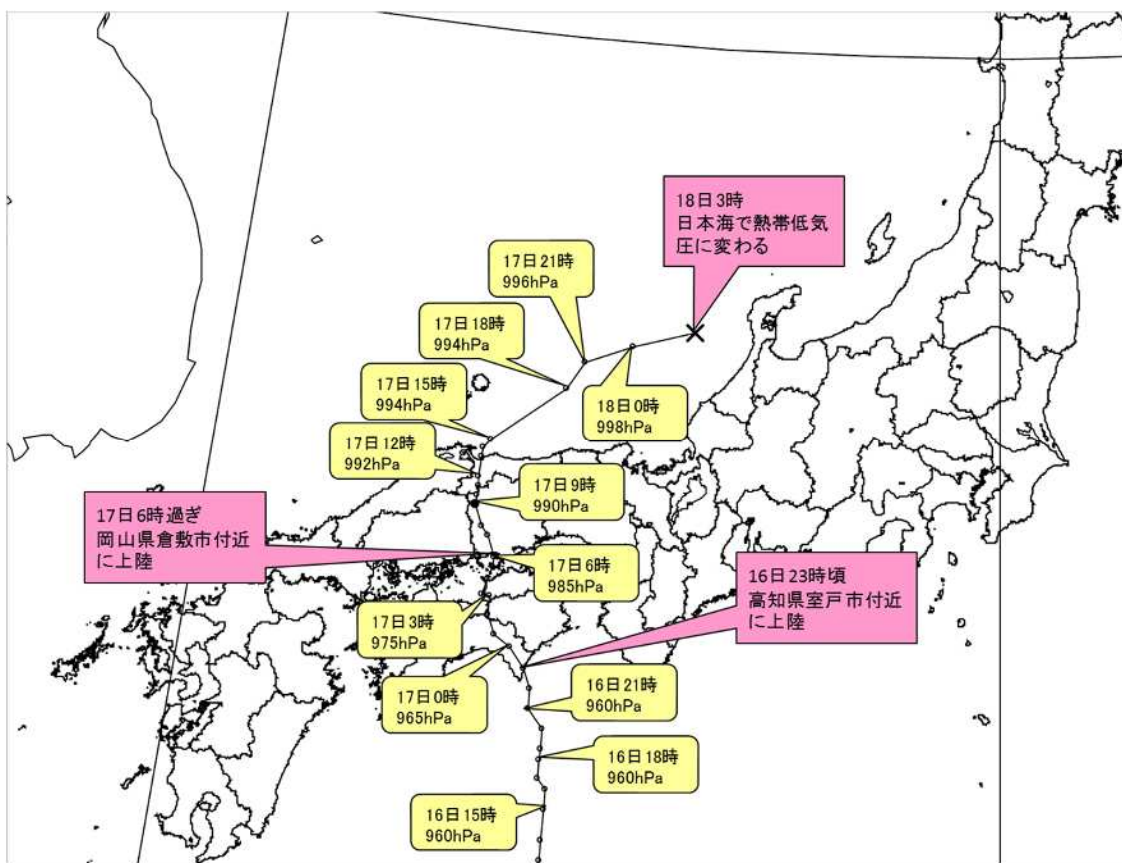 18日3時
日本海で熱帯低気
圧に変わる
17日21時
996hPa
17日18時
994hPa
17日15時
994hPa
18日0時
998hPa
17日12時
992hPa
17日9時
990hPa
17日6時過ぎ
岡山県倉敷市付近
に上陸
17日6時
985hPa
16日23時頃
高知県室戸市付近
に上陸
17日3時
975hPa
17日0時
965hPa
16日21時
960hPa
16日18時
960hPa
16日15時
960hPa